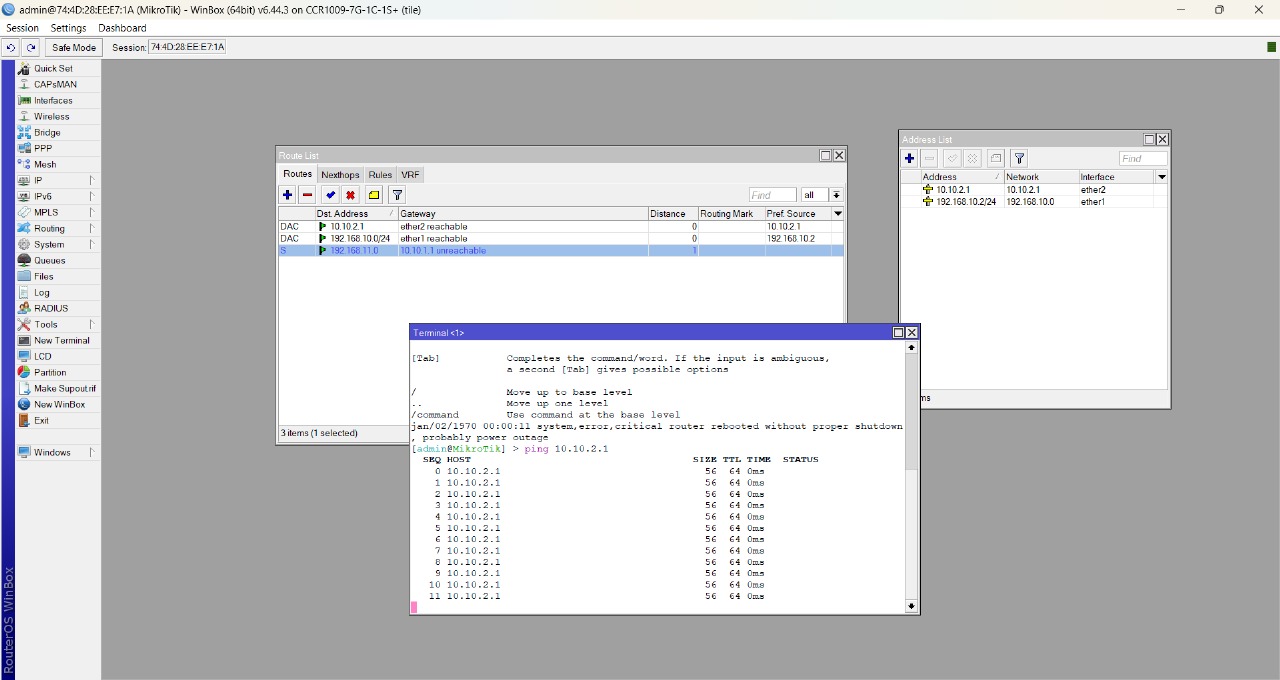 admin@74:4D:28:EE:E7:1A (MikroTik) - WinBox (64bit) v6.44.3 on CCR1009-7G-1C-1S+ (tile)
Session Settings Dashboard
Safe Mode Session: 74:4D:28:EE:E7:1A
Quick Set
CAPsMAN
Interfaces
Wireless
Bridge
PPP
Mesh
IP
IPv6
MPLS
Routing
System
Queues
Files
Log
RADIUS
Tools
New Terminal
LCD
Partition
Make Supout.rif
New WinBox
Exit
Windows
RouterOS WinBox
Route List
Routes Nexthops Rules VRF
Find all
Dst. Address Gateway Distance Routing Mark Pref. Source
DAC 10.10.2.1 ether2 reachable 0 10.10.2.1
DAC 192.168.10.0/24 ether1 reachable 0 192.168.10.2
S 192.168.11.0 10.10.1.1 unreachable 1
3 items (1 selected)
Address List
Find
Address Network Interface
10.10.2.1 10.10.2.1 ether2
192.168.10.2/24 192.168.10.0 ether1
ms
Terminal <1>
[Tab] Completes the command/word. If the input is ambiguous,
a second [Tab] gives possible options
/ Move up to base level
.. Move up one level
/command Use command at the base level
jan/02/1970 00:00:11 system,error,critical router rebooted without proper shutdown
, probably power outage
[admin@MikroTik] > ping 10.10.2.1
SEQ HOST SIZE TTL TIME STATUS
0 10.10.2.1 56 64 0ms
1 10.10.2.1 56 64 0ms
2 10.10.2.1 56 64 0ms
3 10.10.2.1 56 64 0ms
4 10.10.2.1 56 64 0ms
5 10.10.2.1 56 64 0ms
6 10.10.2.1 56 64 0ms
7 10.10.2.1 56 64 0ms
8 10.10.2.1 56 64 0ms
9 10.10.2.1 56 64 0ms
10 10.10.2.1 56 64 0ms
11 10.10.2.1 56 64 0ms